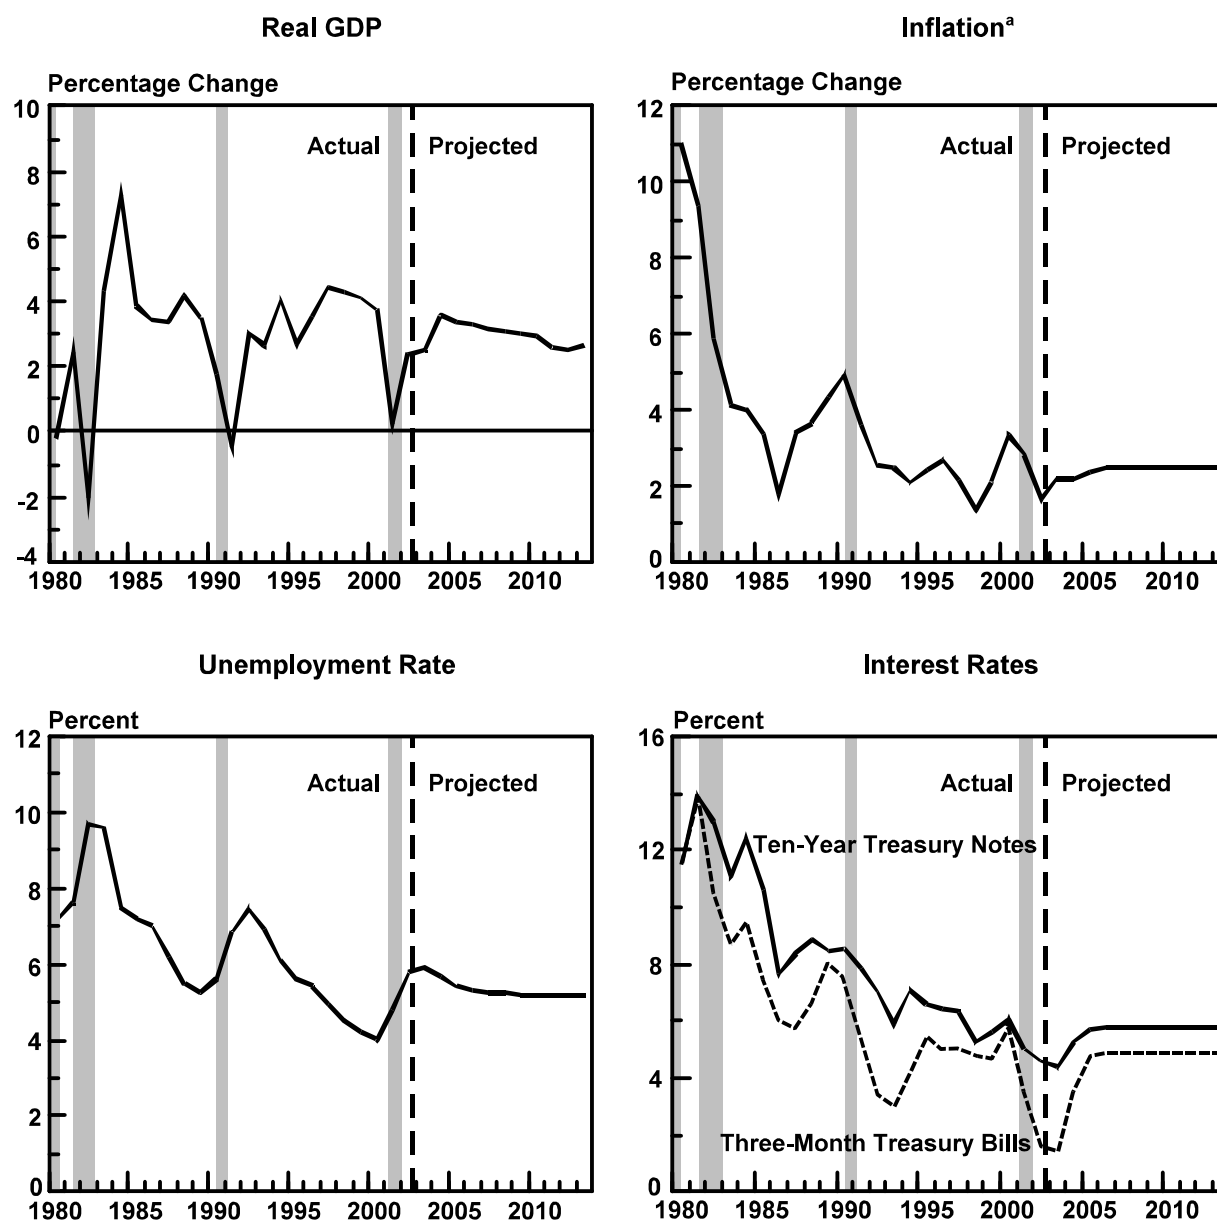 Real GDP
Percentage Change
10
8
6
4
2
0
-2
-4
Actual
Projected
1980 1985 1990 1995 2000 2005 2010
Inflationᵃ
Percentage Change
12
10
8
6
4
2
0
Actual
Projected
1980 1985 1990 1995 2000 2005 2010
Unemployment Rate
Percent
12
10
8
6
4
2
0
Actual
Projected
1980 1985 1990 1995 2000 2005 2010
Interest Rates
Percent
16
12
8
4
0
Actual
Projected
Ten-Year Treasury Notes
Three-Month Treasury Bills
1980 1985 1990 1995 2000 2005 2010